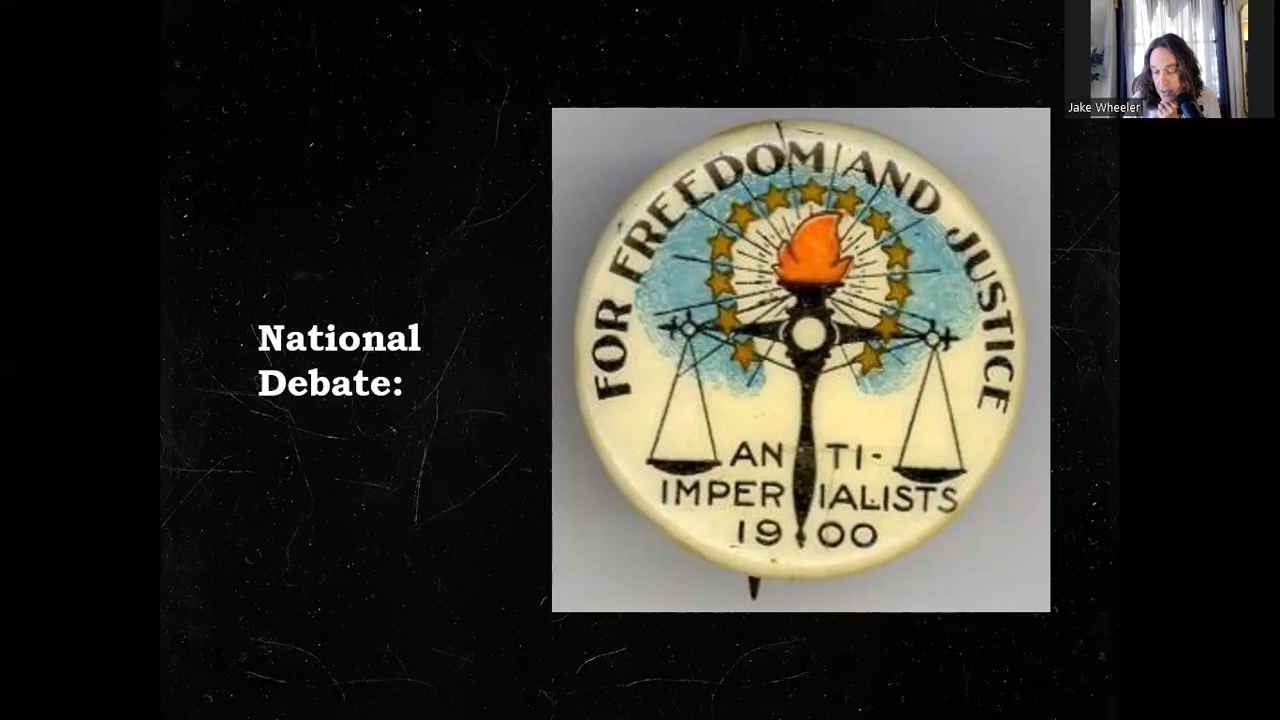 National
Debate:
FOR FREEDOM AND JUSTICE
ANTI-
IMPERIALISTS
1900
Jake Wheeler